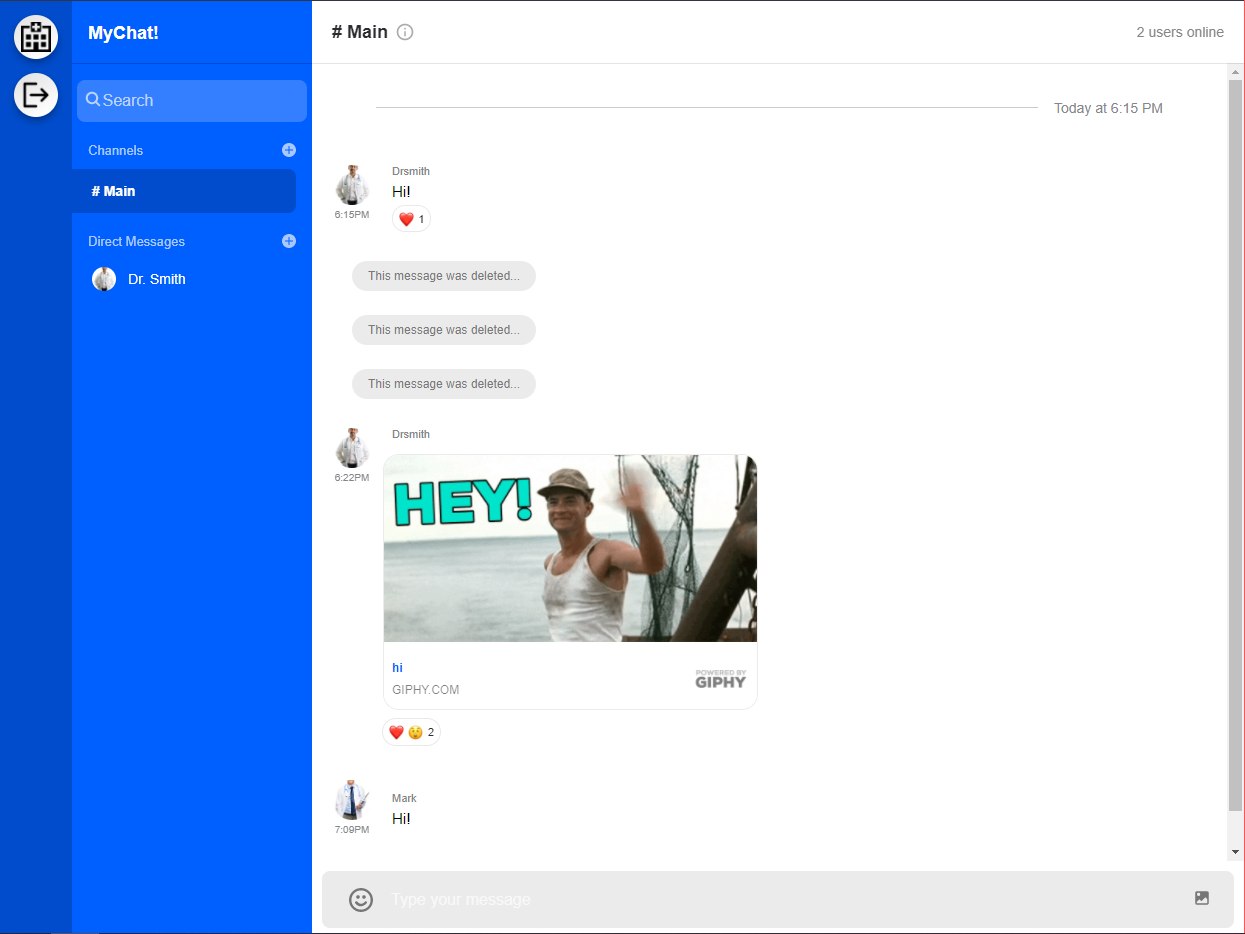 MyChat!
Search
Channels
# Main
Direct Messages
Dr. Smith
# Main
2 users online
Today at 6:15 PM
Drsmith
Hi!
6:15PM
1
This message was deleted...
This message was deleted...
This message was deleted...
Drsmith
6:22PM
HEY!
hi
GIPHY.COM
POWERED BY
GIPHY
2
Mark
Hi!
7:09PM
Type your message